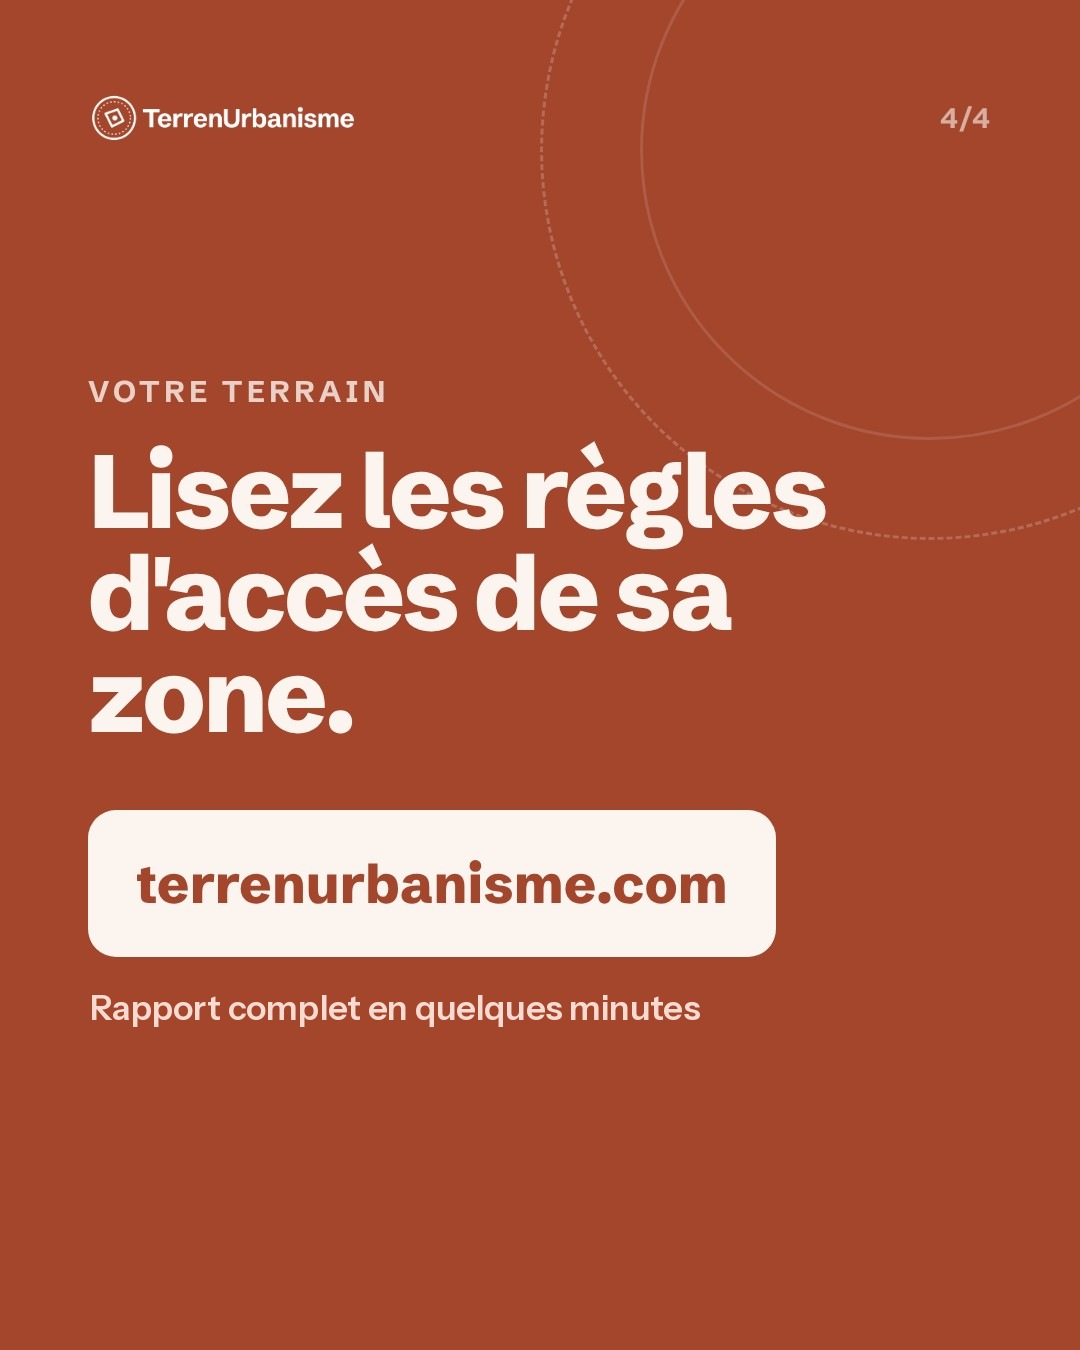 TerrenUrbanisme
4/4
VOTRE TERRAIN
Lisez les règles
d'accès de sa
zone.
terrenurbanisme.com
Rapport complet en quelques minutes